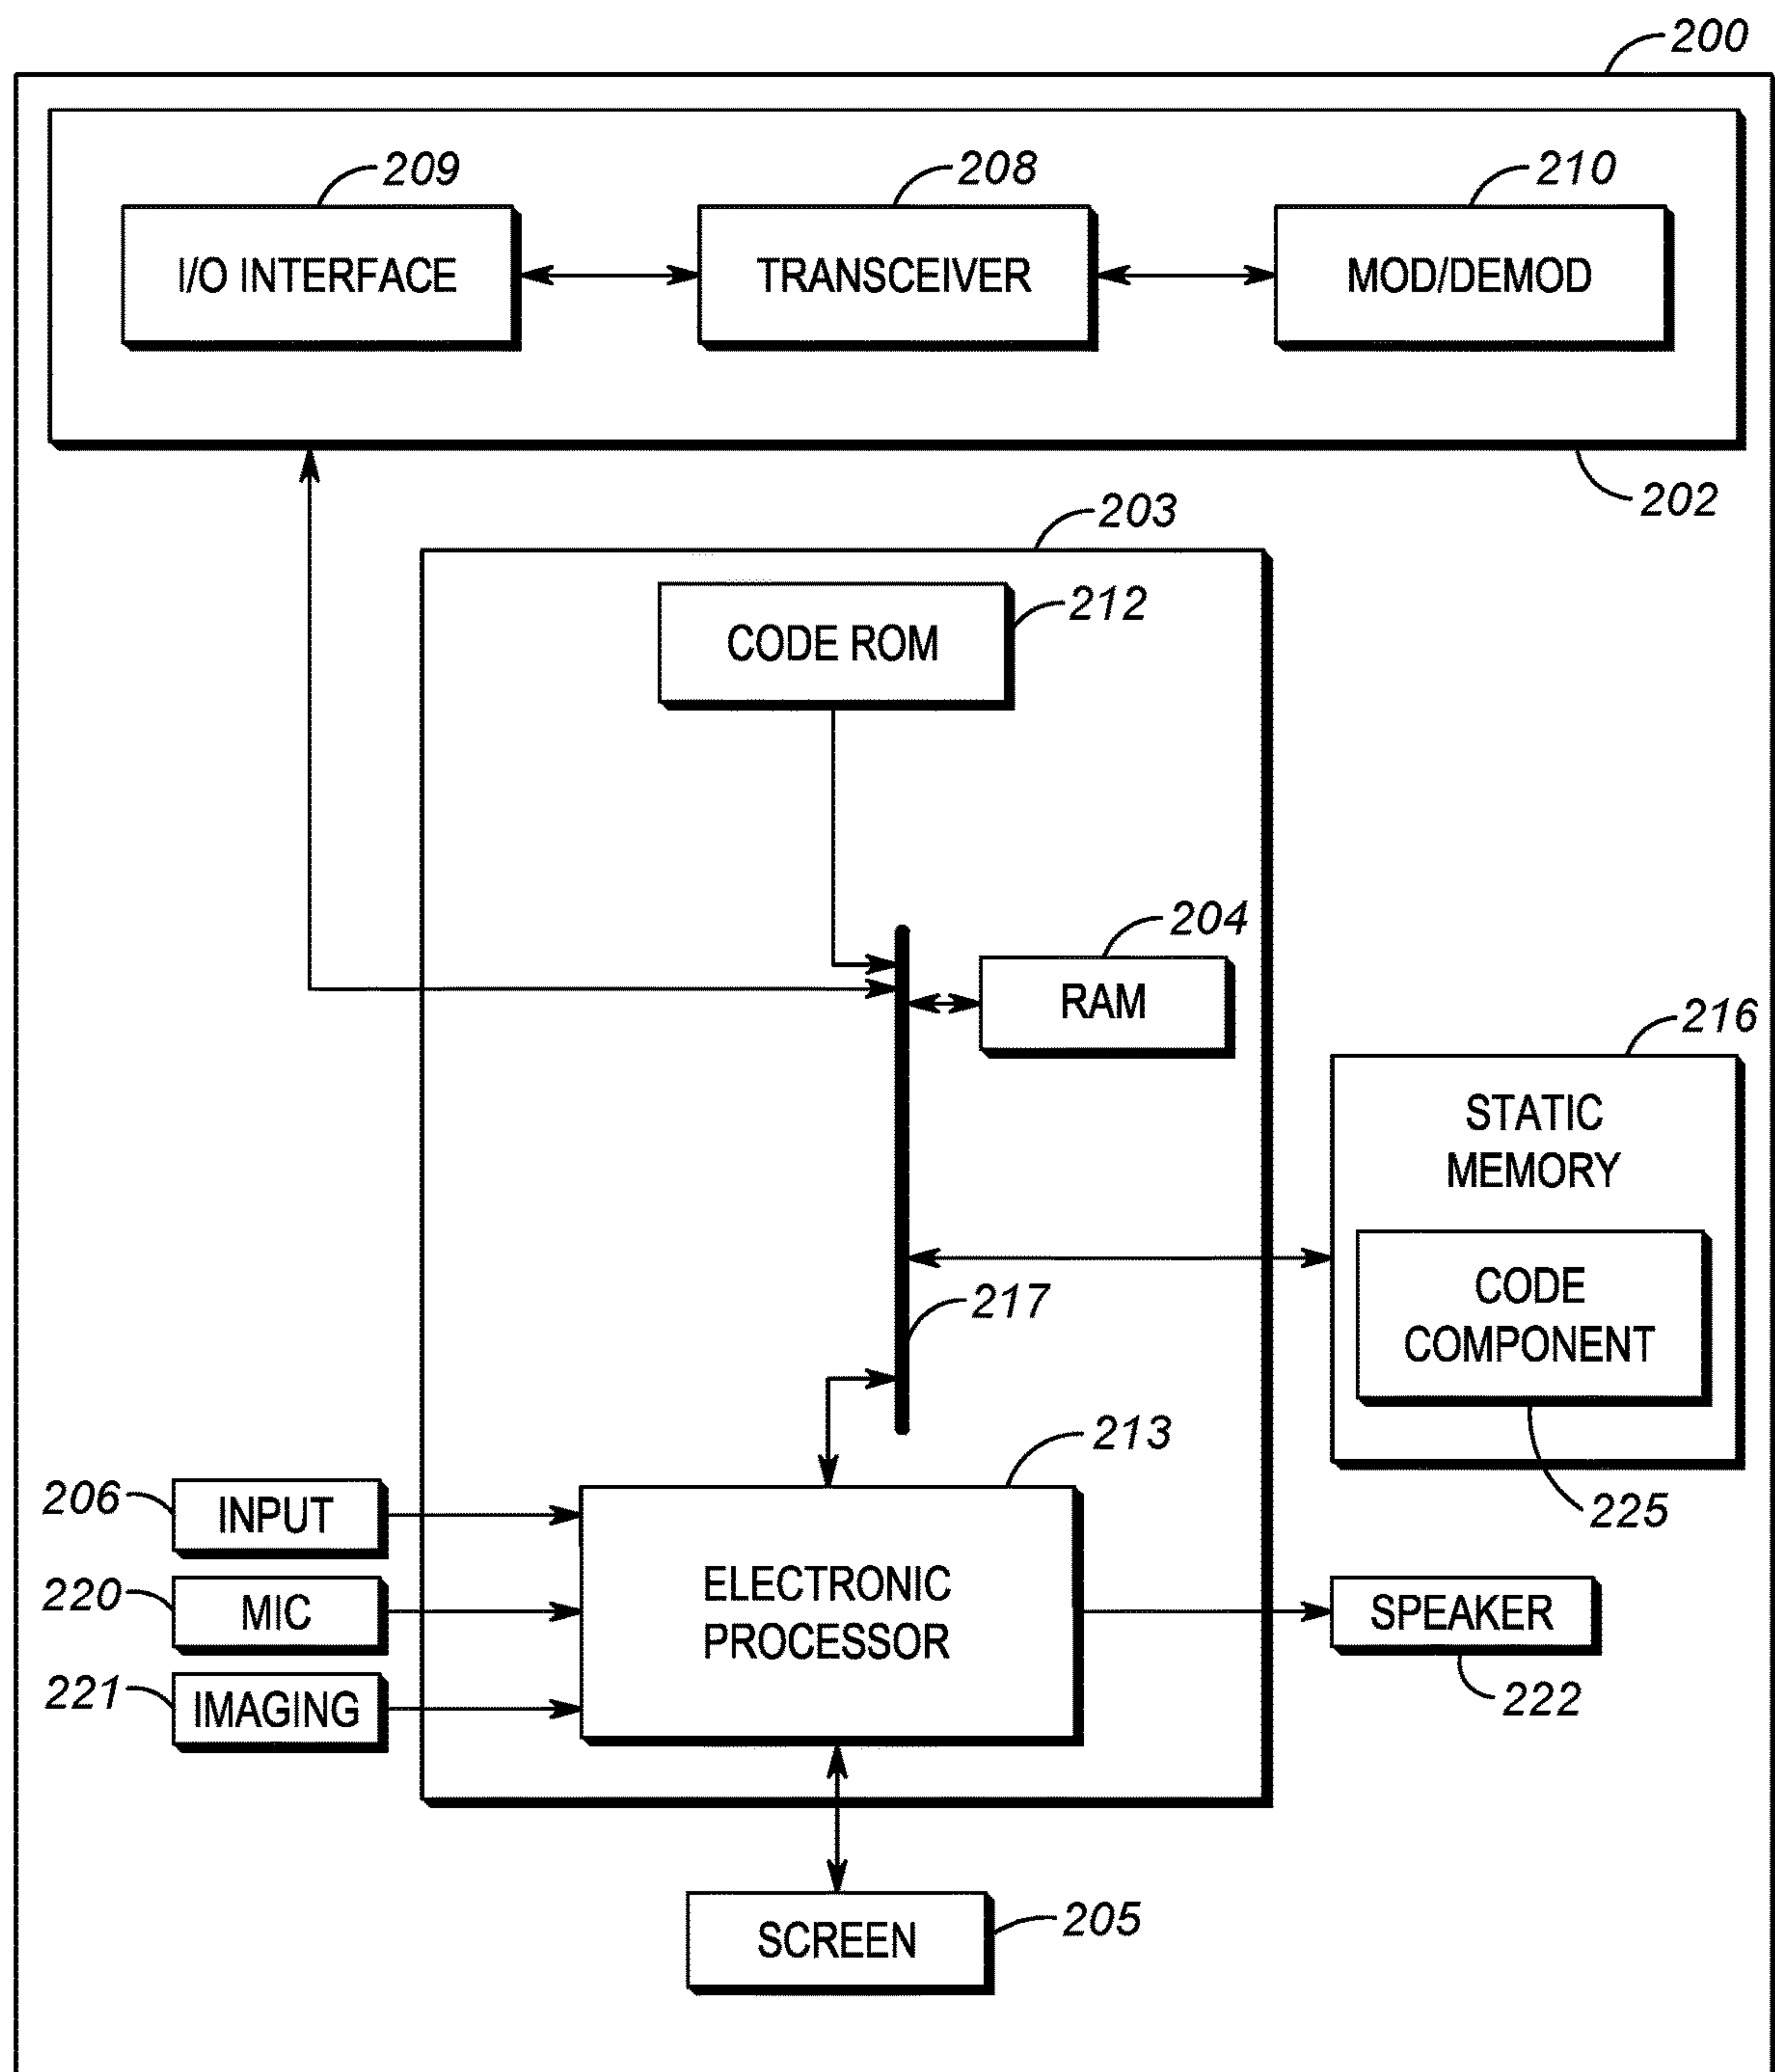 200
209
208
210
I/O INTERFACE
TRANSCEIVER
MOD/DEMOD
202
203
212
CODE ROM
204
RAM
216
STATIC
MEMORY
CODE
COMPONENT
217
213
225
206
INPUT
220
MIC
221
IMAGING
ELECTRONIC
PROCESSOR
SPEAKER
222
SCREEN
205